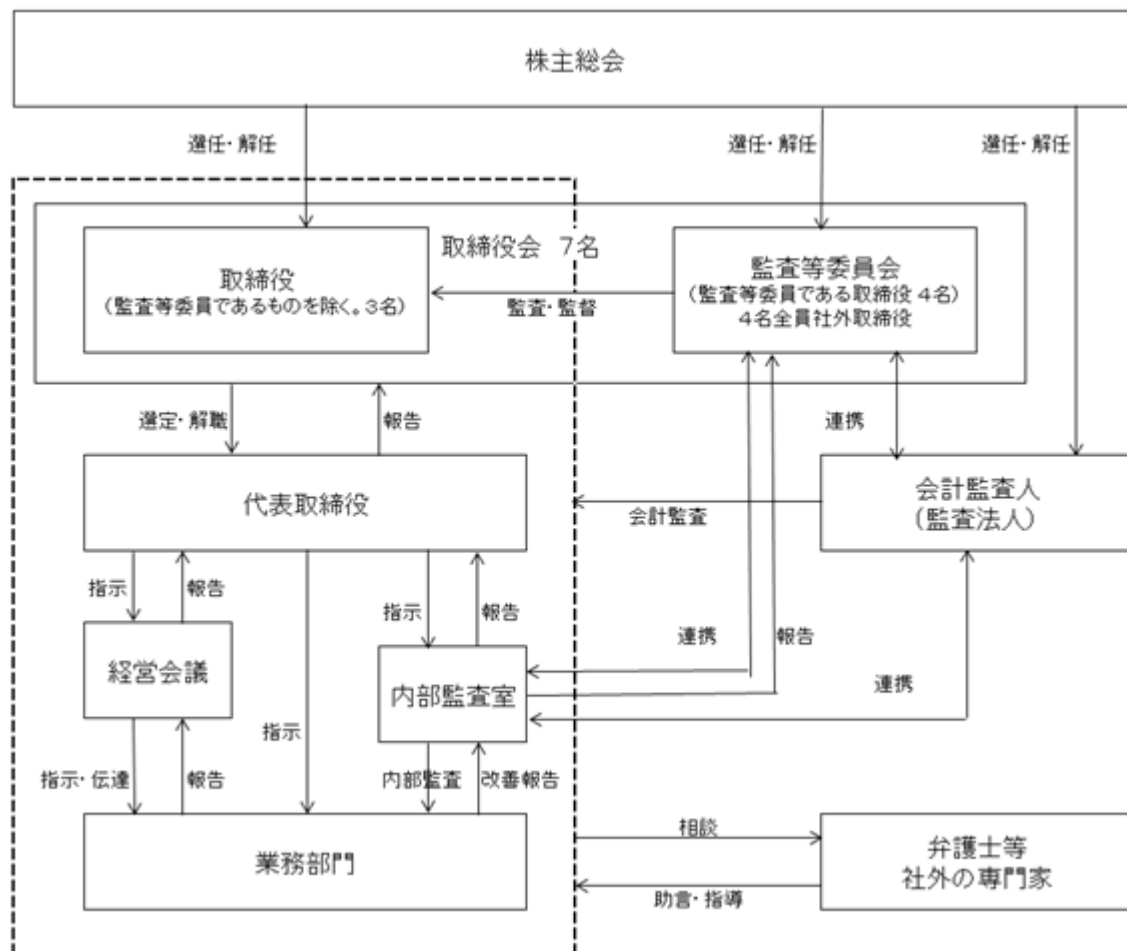 株主総会
選任・解任
選任・解任
選任・解任
取締役会 7名
取締役
(監査等委員であるものを除く。3名)
監査等委員会
(監査等委員である取締役 4名)
4名全員社外取締役
監査・監督
選定・解職
報告
連携
代表取締役
会計監査人
(監査法人)
会計監査
指示
報告
指示
報告
連携
報告
経営会議
内部監査室
連携
指示
指示・伝達
報告
内部監査
改善報告
業務部門
相談
弁護士等
社外の専門家
助言・指導